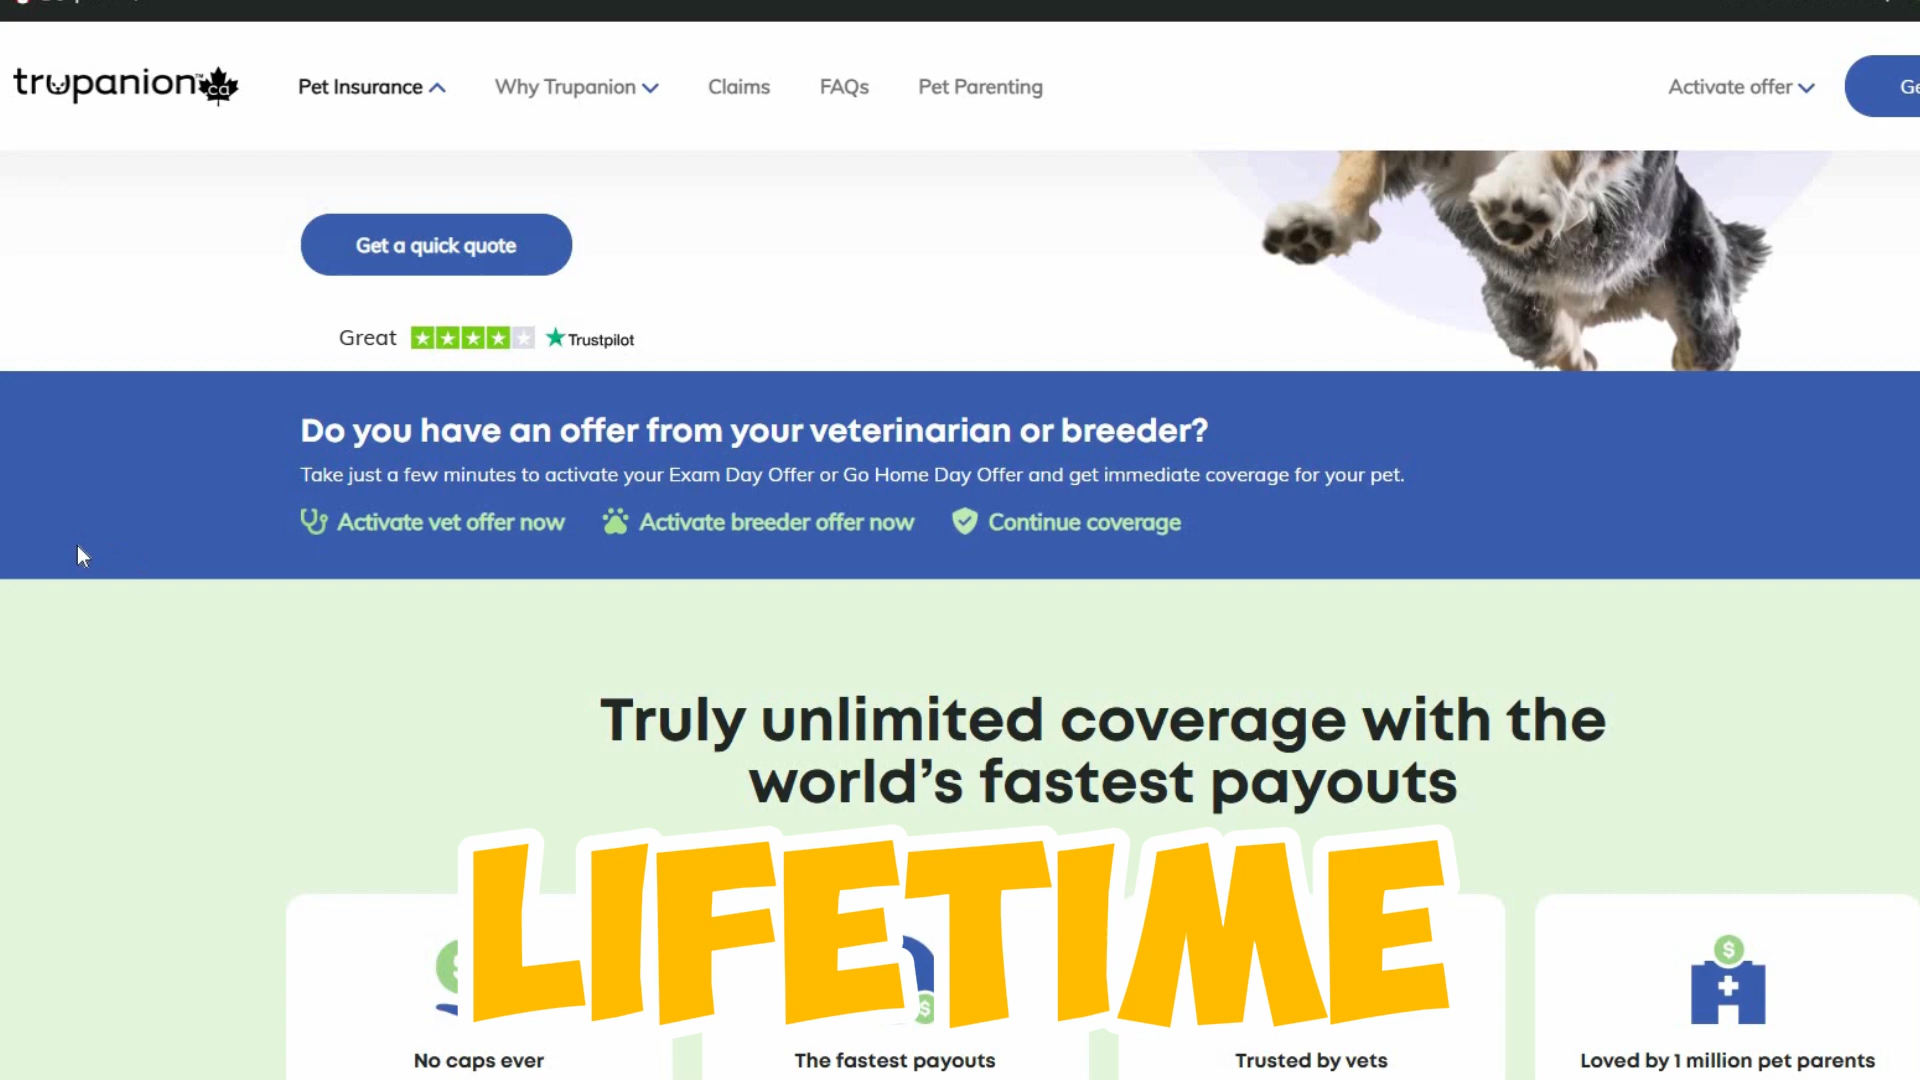 trupanion™ ca
Pet Insurance
Why Trupanion
Claims
FAQs
Pet Parenting
Activate offer
Get a quick quote
Great
Trustpilot
Do you have an offer from your veterinarian or breeder?
Take just a few minutes to activate your Exam Day Offer or Go Home Day Offer and get immediate coverage for your pet.
Activate vet offer now
Activate breeder offer now
Continue coverage
Truly unlimited coverage with the
world's fastest payouts
LIFETIME
No caps ever
The fastest payouts
Trusted by vets
Loved by 1 million pet parents